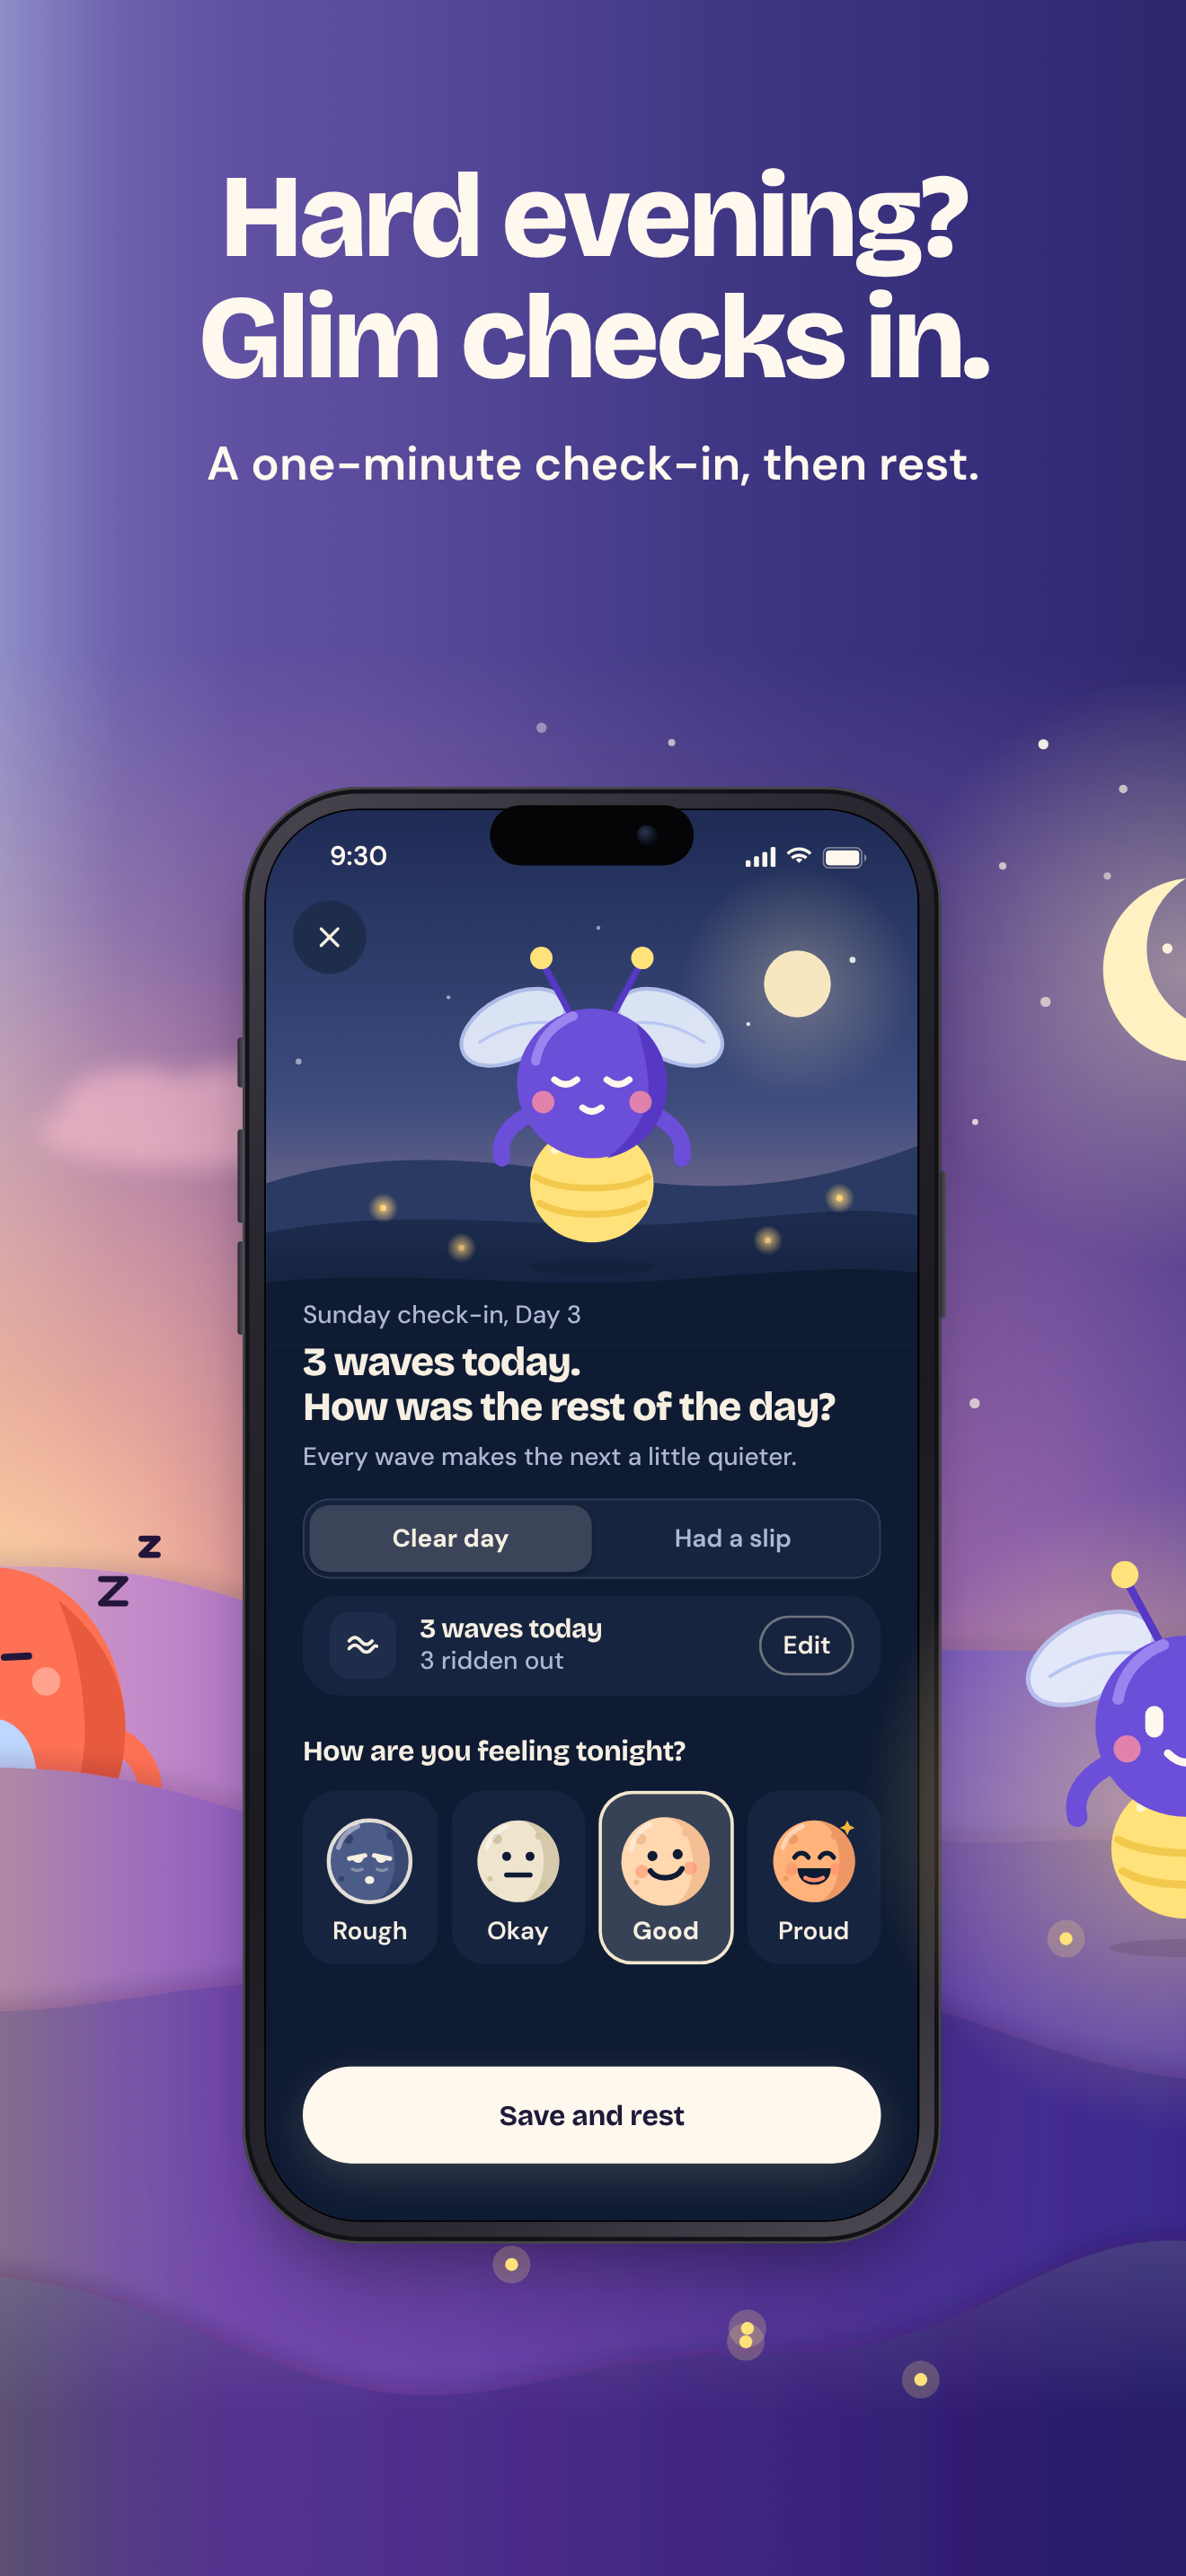 Hard evening?
Glim checks in.
A one-minute check-in, then rest.
9:30
Sunday check-in, Day 3
3 waves today.
How was the rest of the day?
Every wave makes the next a little quieter.
Clear day
Had a slip
3 waves today
3 ridden out
Edit
z
z
How are you feeling tonight?
Rough
Okay
Good
Proud
Save and rest